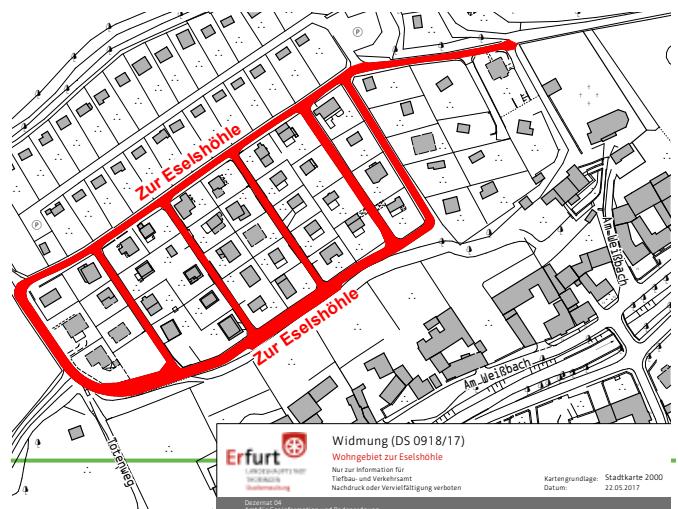 P
Zur Eselshöhle
P
Am Weißbach
Zur Eselshöhle
Am Weißbach
Totenweg
Erfurt
LANDESHAUPTSTADT
THÜRINGEN
Stadtverwaltung
Widmung (DS 0918/17)
Wohngebiet zur Eselshöhle
Nur zur Information für
Tiefbau- und Verkehrsamt
Nachdruck oder Vervielfältigung verboten
Kartengrundlage: Stadtkarte 2000
Datum: 22.05.2017
Dezernat 04